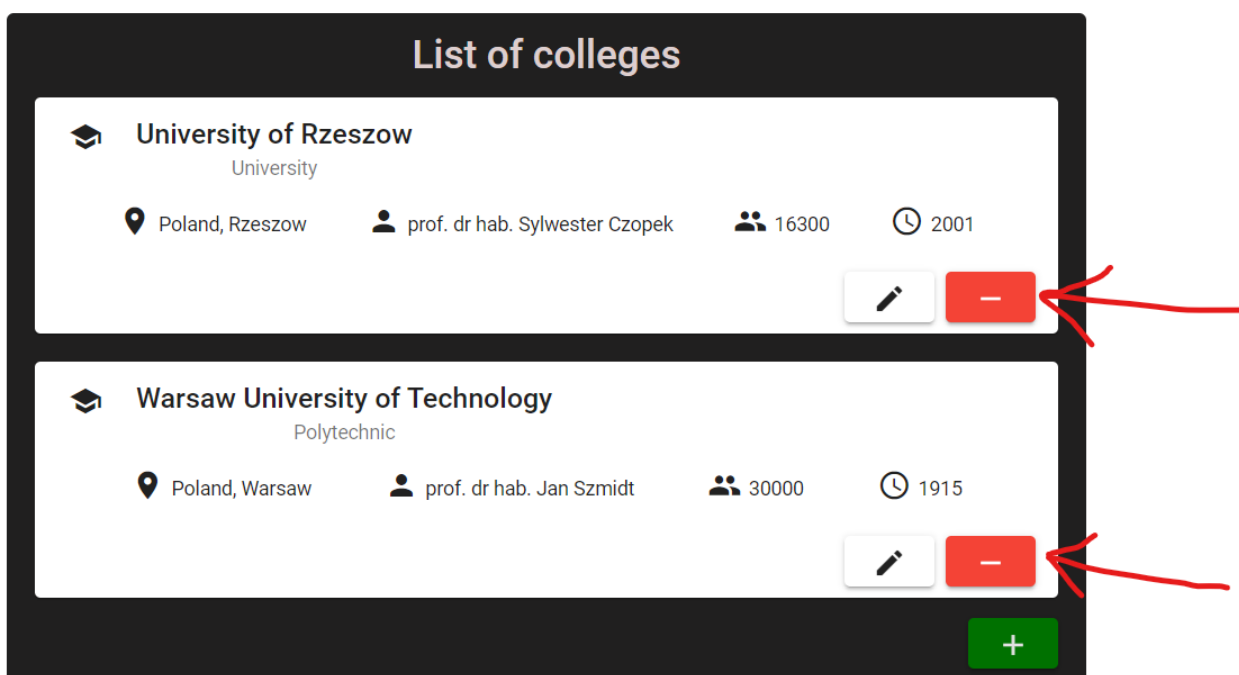 List of colleges
University of Rzeszow
University
Poland, Rzeszow prof. dr hab. Sylwester Czopek 16300 2001
Warsaw University of Technology
Polytechnic
Poland, Warsaw prof. dr hab. Jan Szmidt 30000 1915